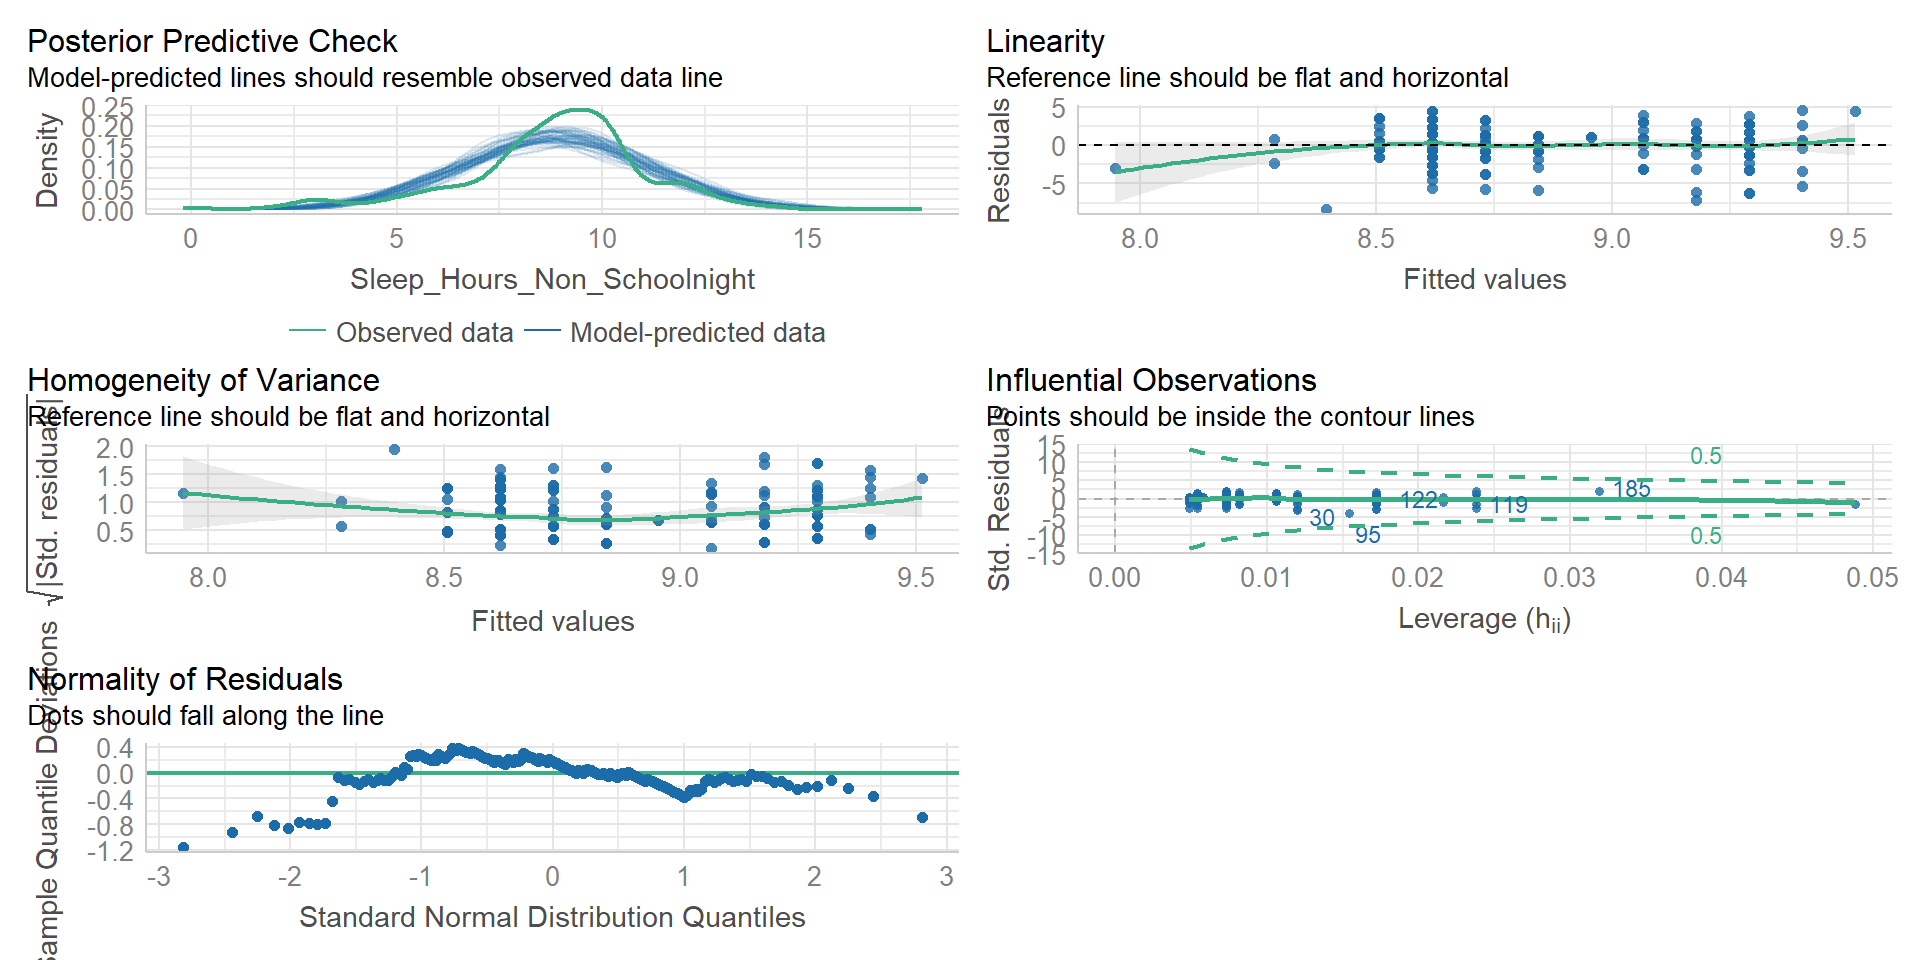 Posterior Predictive Check
Model-predicted lines should resemble observed data line
Density
0.25
0.20
0.15
0.10
0.05
0.00
0 5 10 15
Sleep_Hours_Non_Schoolnight
Observed data Model-predicted data
Linearity
Reference line should be flat and horizontal
Residuals
5
0
-5
8.0 8.5 9.0 9.5
Fitted values
Homogeneity of Variance
Reference line should be flat and horizontal
√|Std. residuals|
2.0
1.5
1.0
0.5
8.0 8.5 9.0 9.5
Fitted values
Influential Observations
Points should be inside the contour lines
Std. Residuals
15
10
5
0
-5
-10
-15
0.5
185
122
119
30
95
0.5
0.00 0.01 0.02 0.03 0.04 0.05
Leverage (hii)
Normality of Residuals
Dots should fall along the line
Sample Quantile Deviations
0.4
0.0
-0.4
-0.8
-1.2
-3 -2 -1 0 1 2 3
Standard Normal Distribution Quantiles